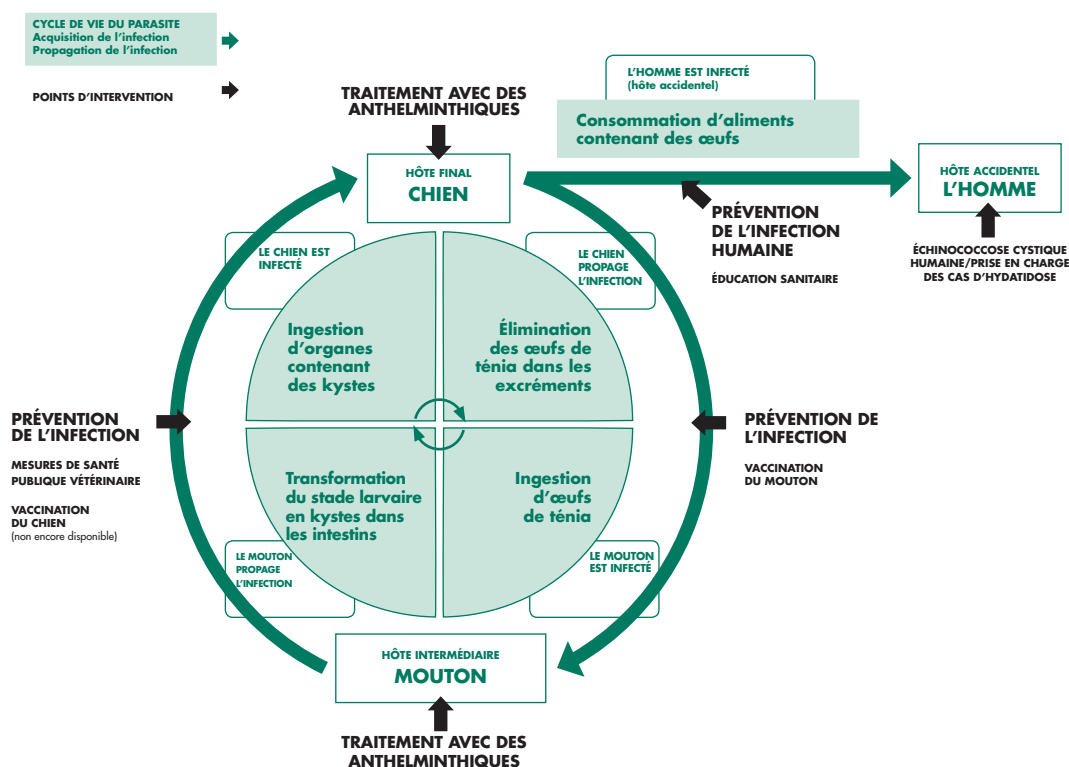 CYCLE DE VIE DU PARASITE
Acquisition de l'infection
Propagation de l'infection
POINTS D'INTERVENTION
TRAITEMENT AVEC DES
ANTHELMINTHIQUES
L'HOMME EST INFECTÉ
(hôte accidentel)
Consommation d'aliments
contenant des œufs
HÔTE FINAL
CHIEN
HÔTE ACCIDENTEL
L'HOMME
PRÉVENTION
DE L'INFECTION
HUMAINE
ÉDUCATION SANITAIRE
ÉCHINOCOCCOSE CYSTIQUE
HUMAINE/PRISE EN CHARGE
DES CAS D'HYDATIDOSE
LE CHIEN EST
INFECTÉ
LE CHIEN
PROPAGE
L'INFECTION
Ingestion
d'organes
contenant
des kystes
Élimination
des œufs de
ténia dans les
excréments
PRÉVENTION
DE L'INFECTION
MESURES DE SANTÉ
PUBLIQUE VÉTÉRINAIRE
VACCINATION
DU CHIEN
(non encore disponible)
PRÉVENTION DE
L'INFECTION
VACCINATION
DU MOUTON
Transformation
du stade larvaire
en kystes dans
les intestins
Ingestion
d'œufs
de ténia
LE MOUTON
PROPAGE
L'INFECTION
LE MOUTON
EST INFECTÉ
HÔTE INTERMÉDIAIRE
MOUTON
TRAITEMENT AVEC DES
ANTHELMINTHIQUES